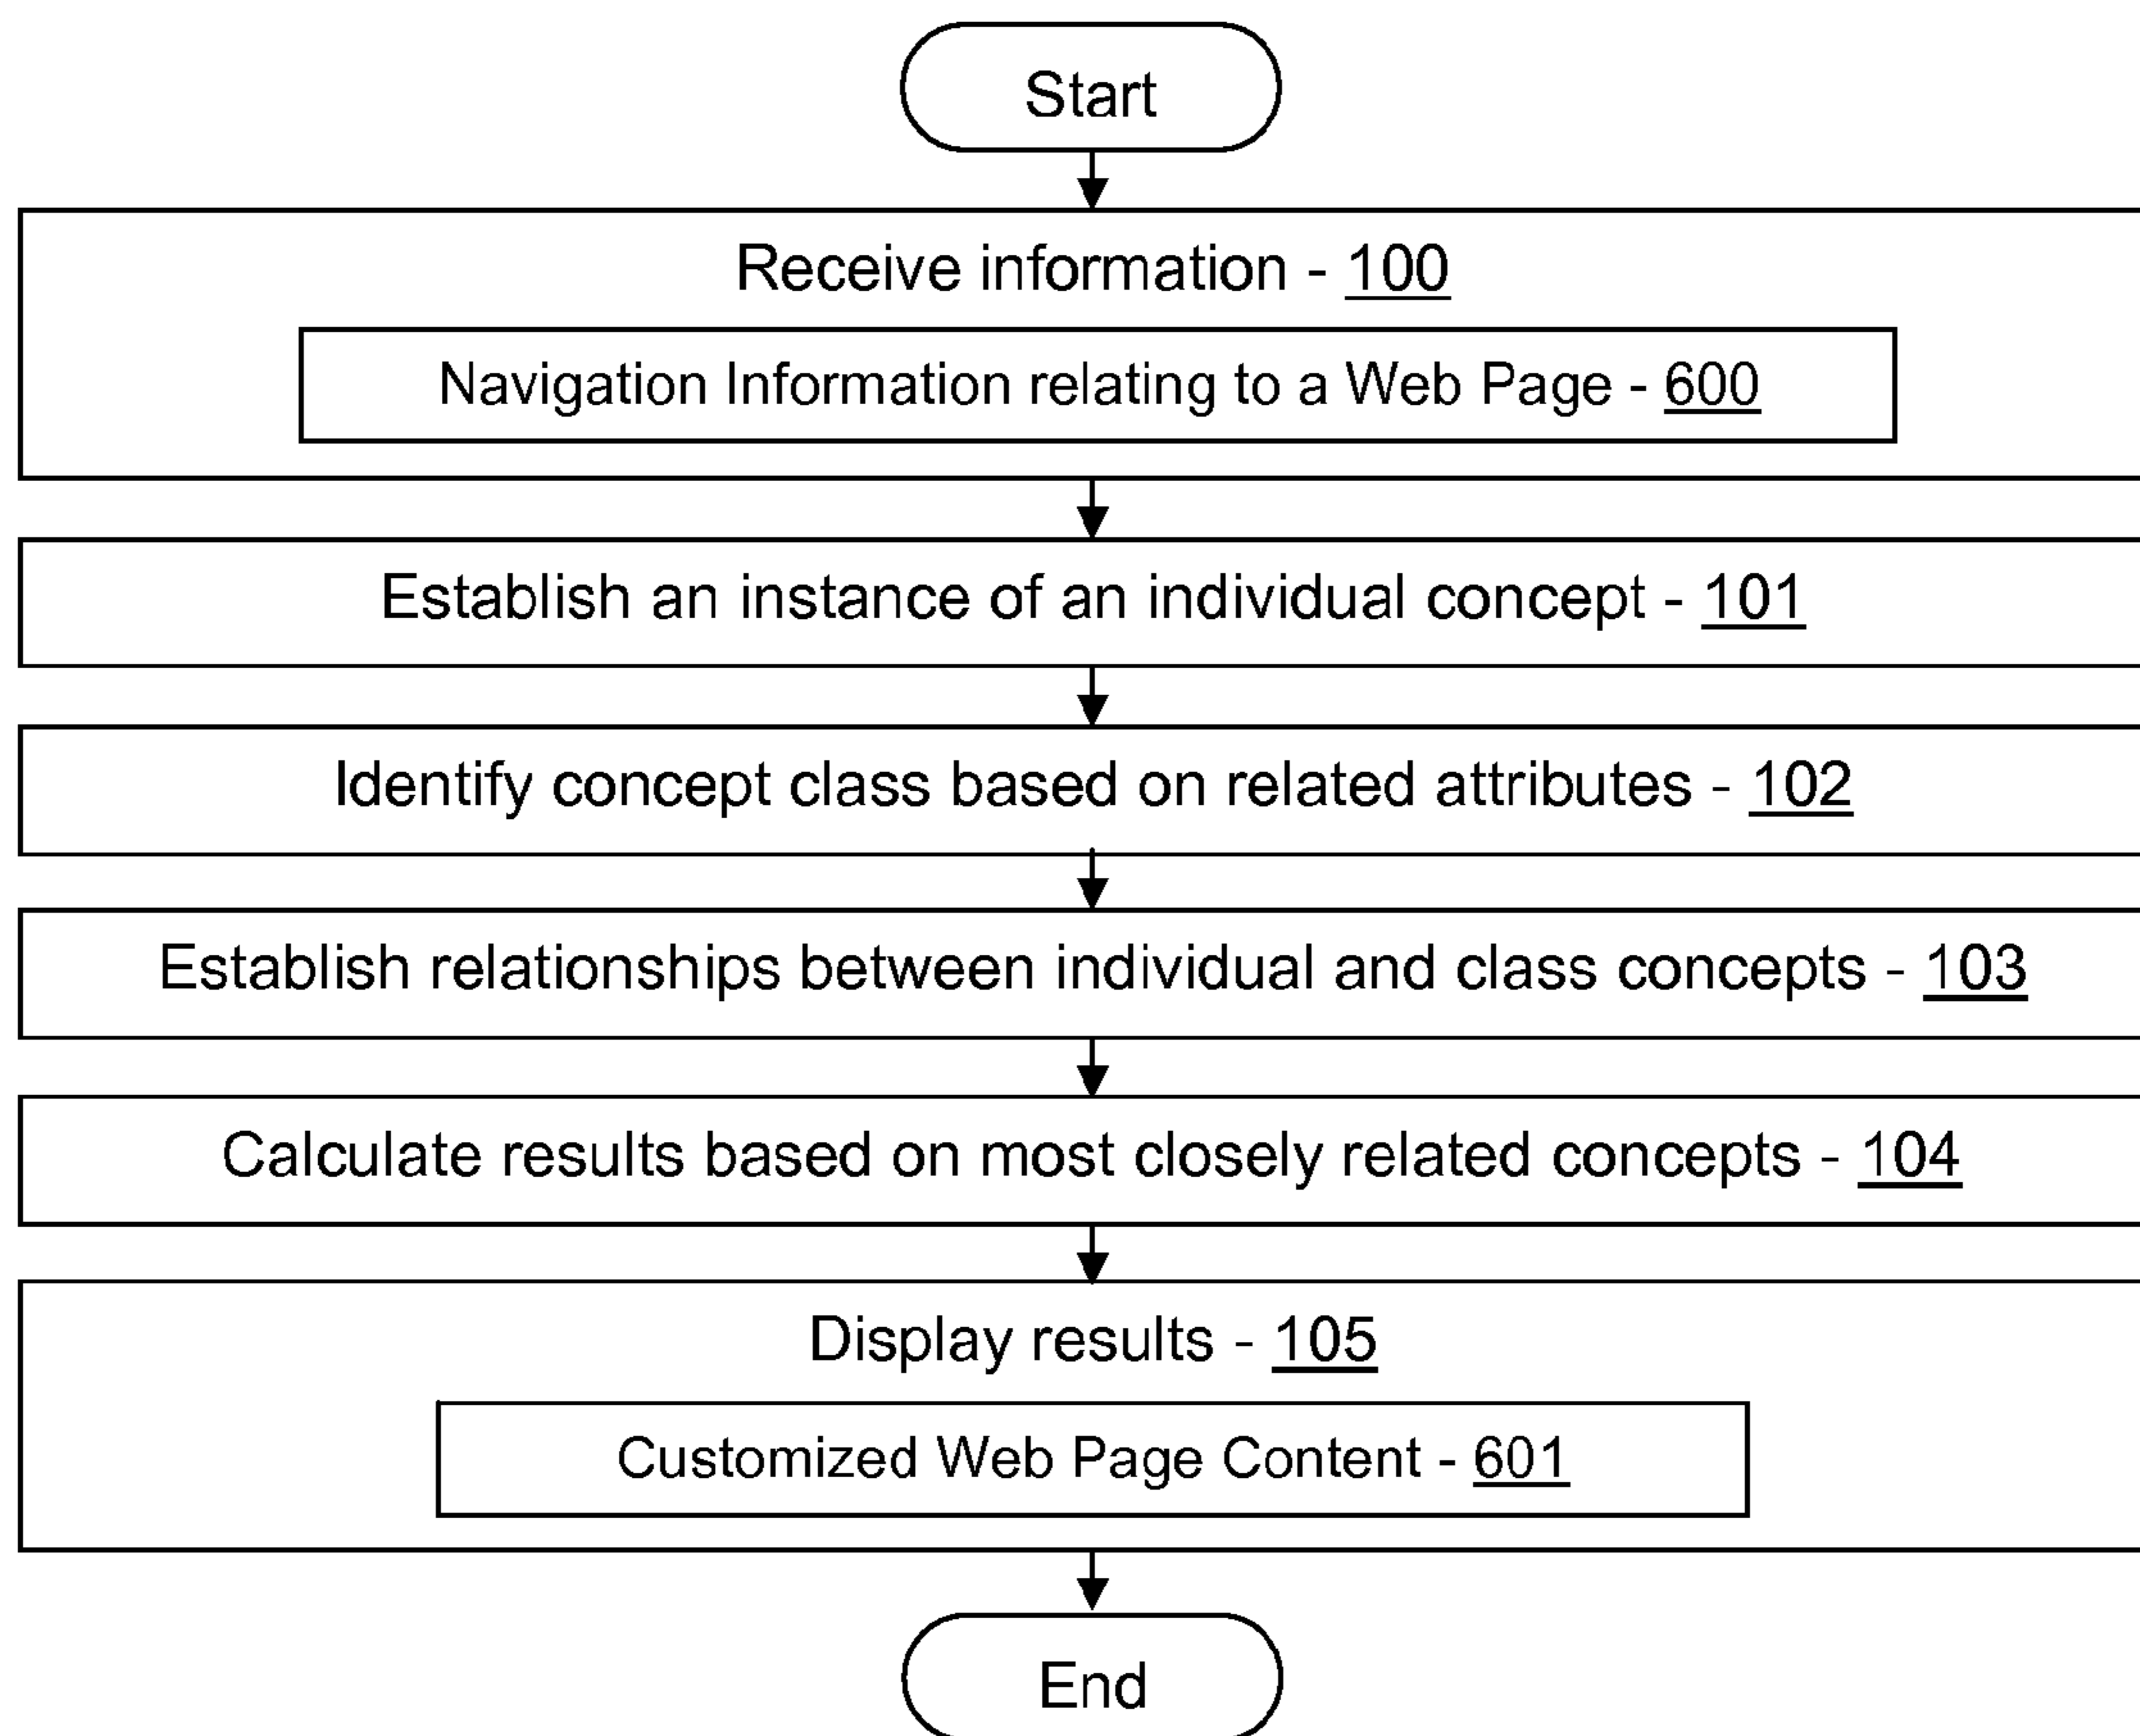 Start
Receive information - 100
Navigation Information relating to a Web Page - 600
Establish an instance of an individual concept - 101
Identify concept class based on related attributes - 102
Establish relationships between individual and class concepts - 103
Calculate results based on most closely related concepts - 104
Display results - 105
Customized Web Page Content - 601
End